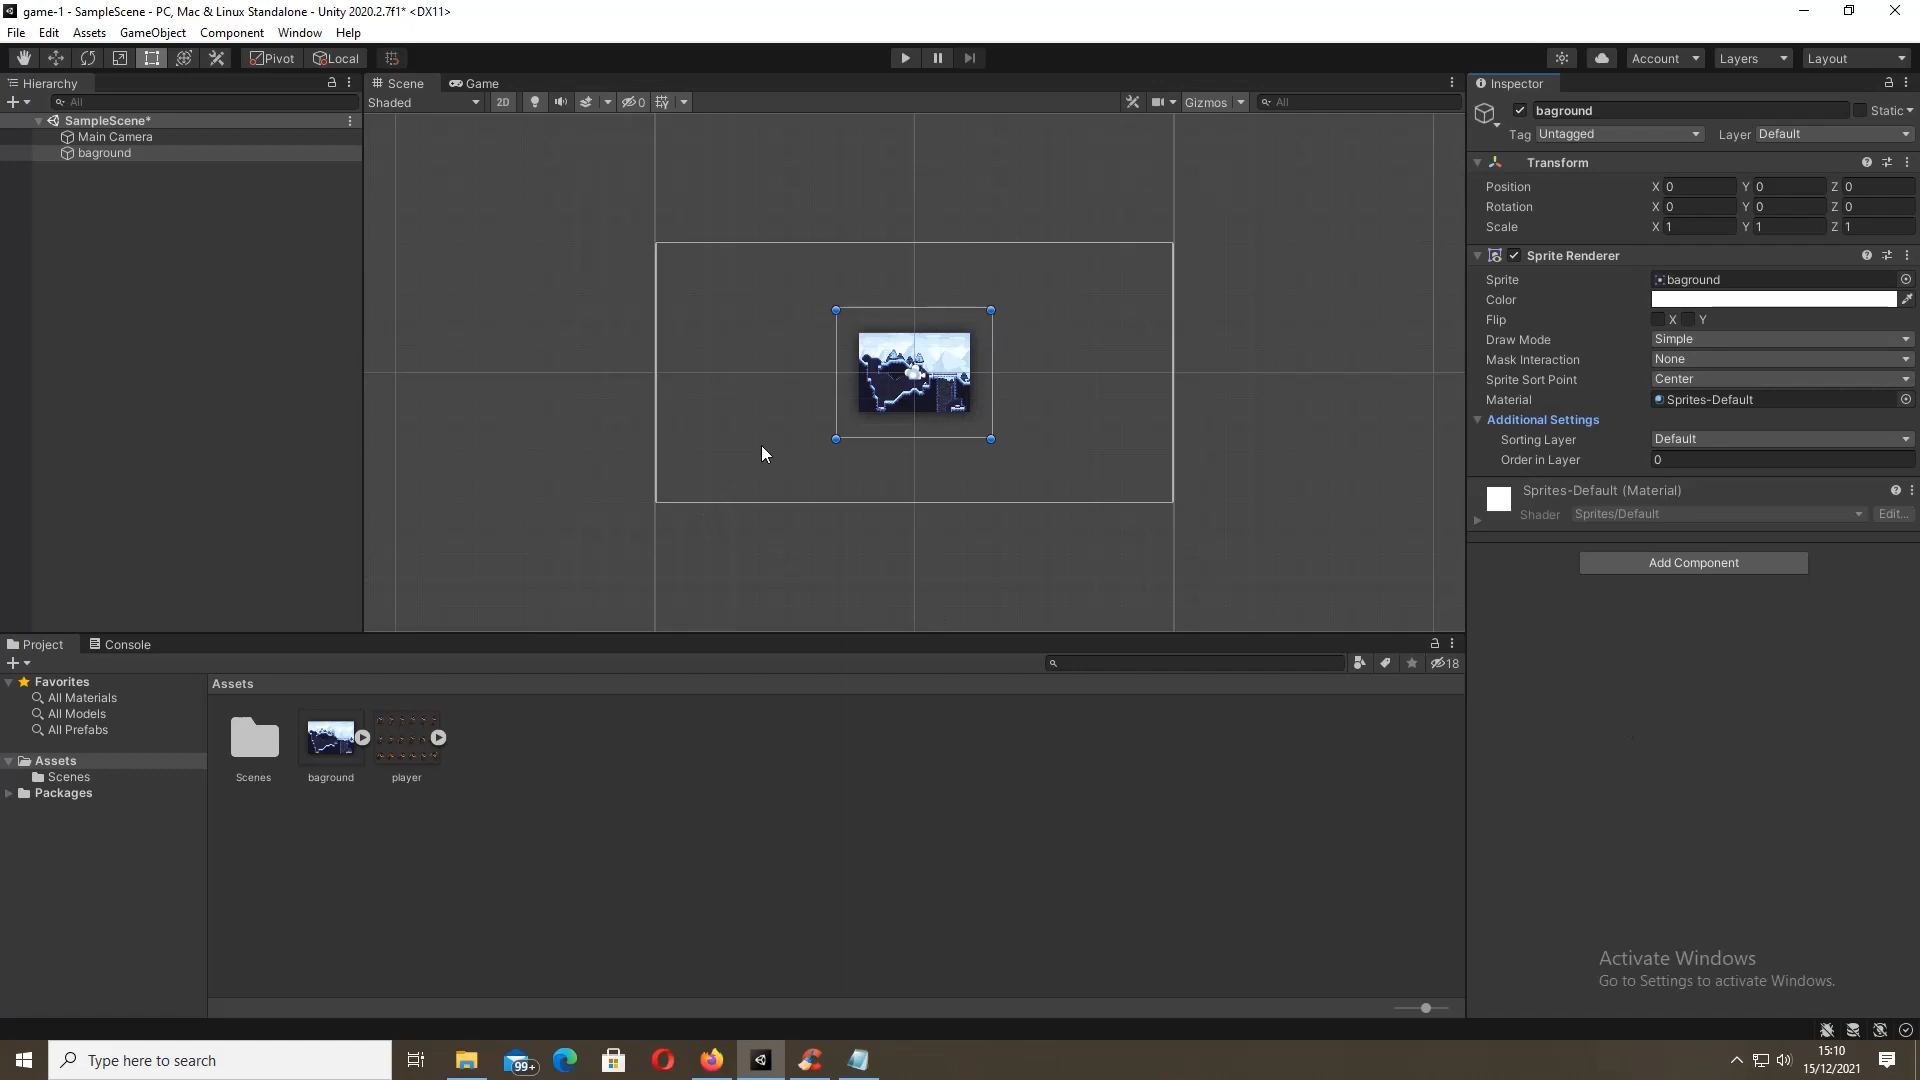 game-1 - SampleScene - PC, Mac & Linux Standalone - Unity 2020.2.7f1* <DX11>
File Edit Assets GameObject Component Window Help
Pivot Local Account Layers Layout
Hierarchy
All
SampleScene*
Main Camera
baground
Scene Game
Shaded 2D 0 Gizmos All
Inspector
baground Static
Tag Untagged Layer Default
Transform
Position X 0 Y 0 Z 0
Rotation X 0 Y 0 Z 0
Scale X 1 Y 1 Z 1
Sprite Renderer
Sprite baground
Color
Flip X Y
Draw Mode Simple
Mask Interaction None
Sprite Sort Point Center
Material Sprites-Default
Additional Settings
Sorting Layer Default
Order in Layer 0
Sprites-Default (Material)
Shader Sprites/Default Edit...
Add Component
Project Console
18
Favorites
All Materials
All Models
All Prefabs
Assets
Scenes
Packages
Assets
Scenes baground player
Activate Windows
Go to Settings to activate Windows.
Type here to search
99+
15:10
15/12/2021